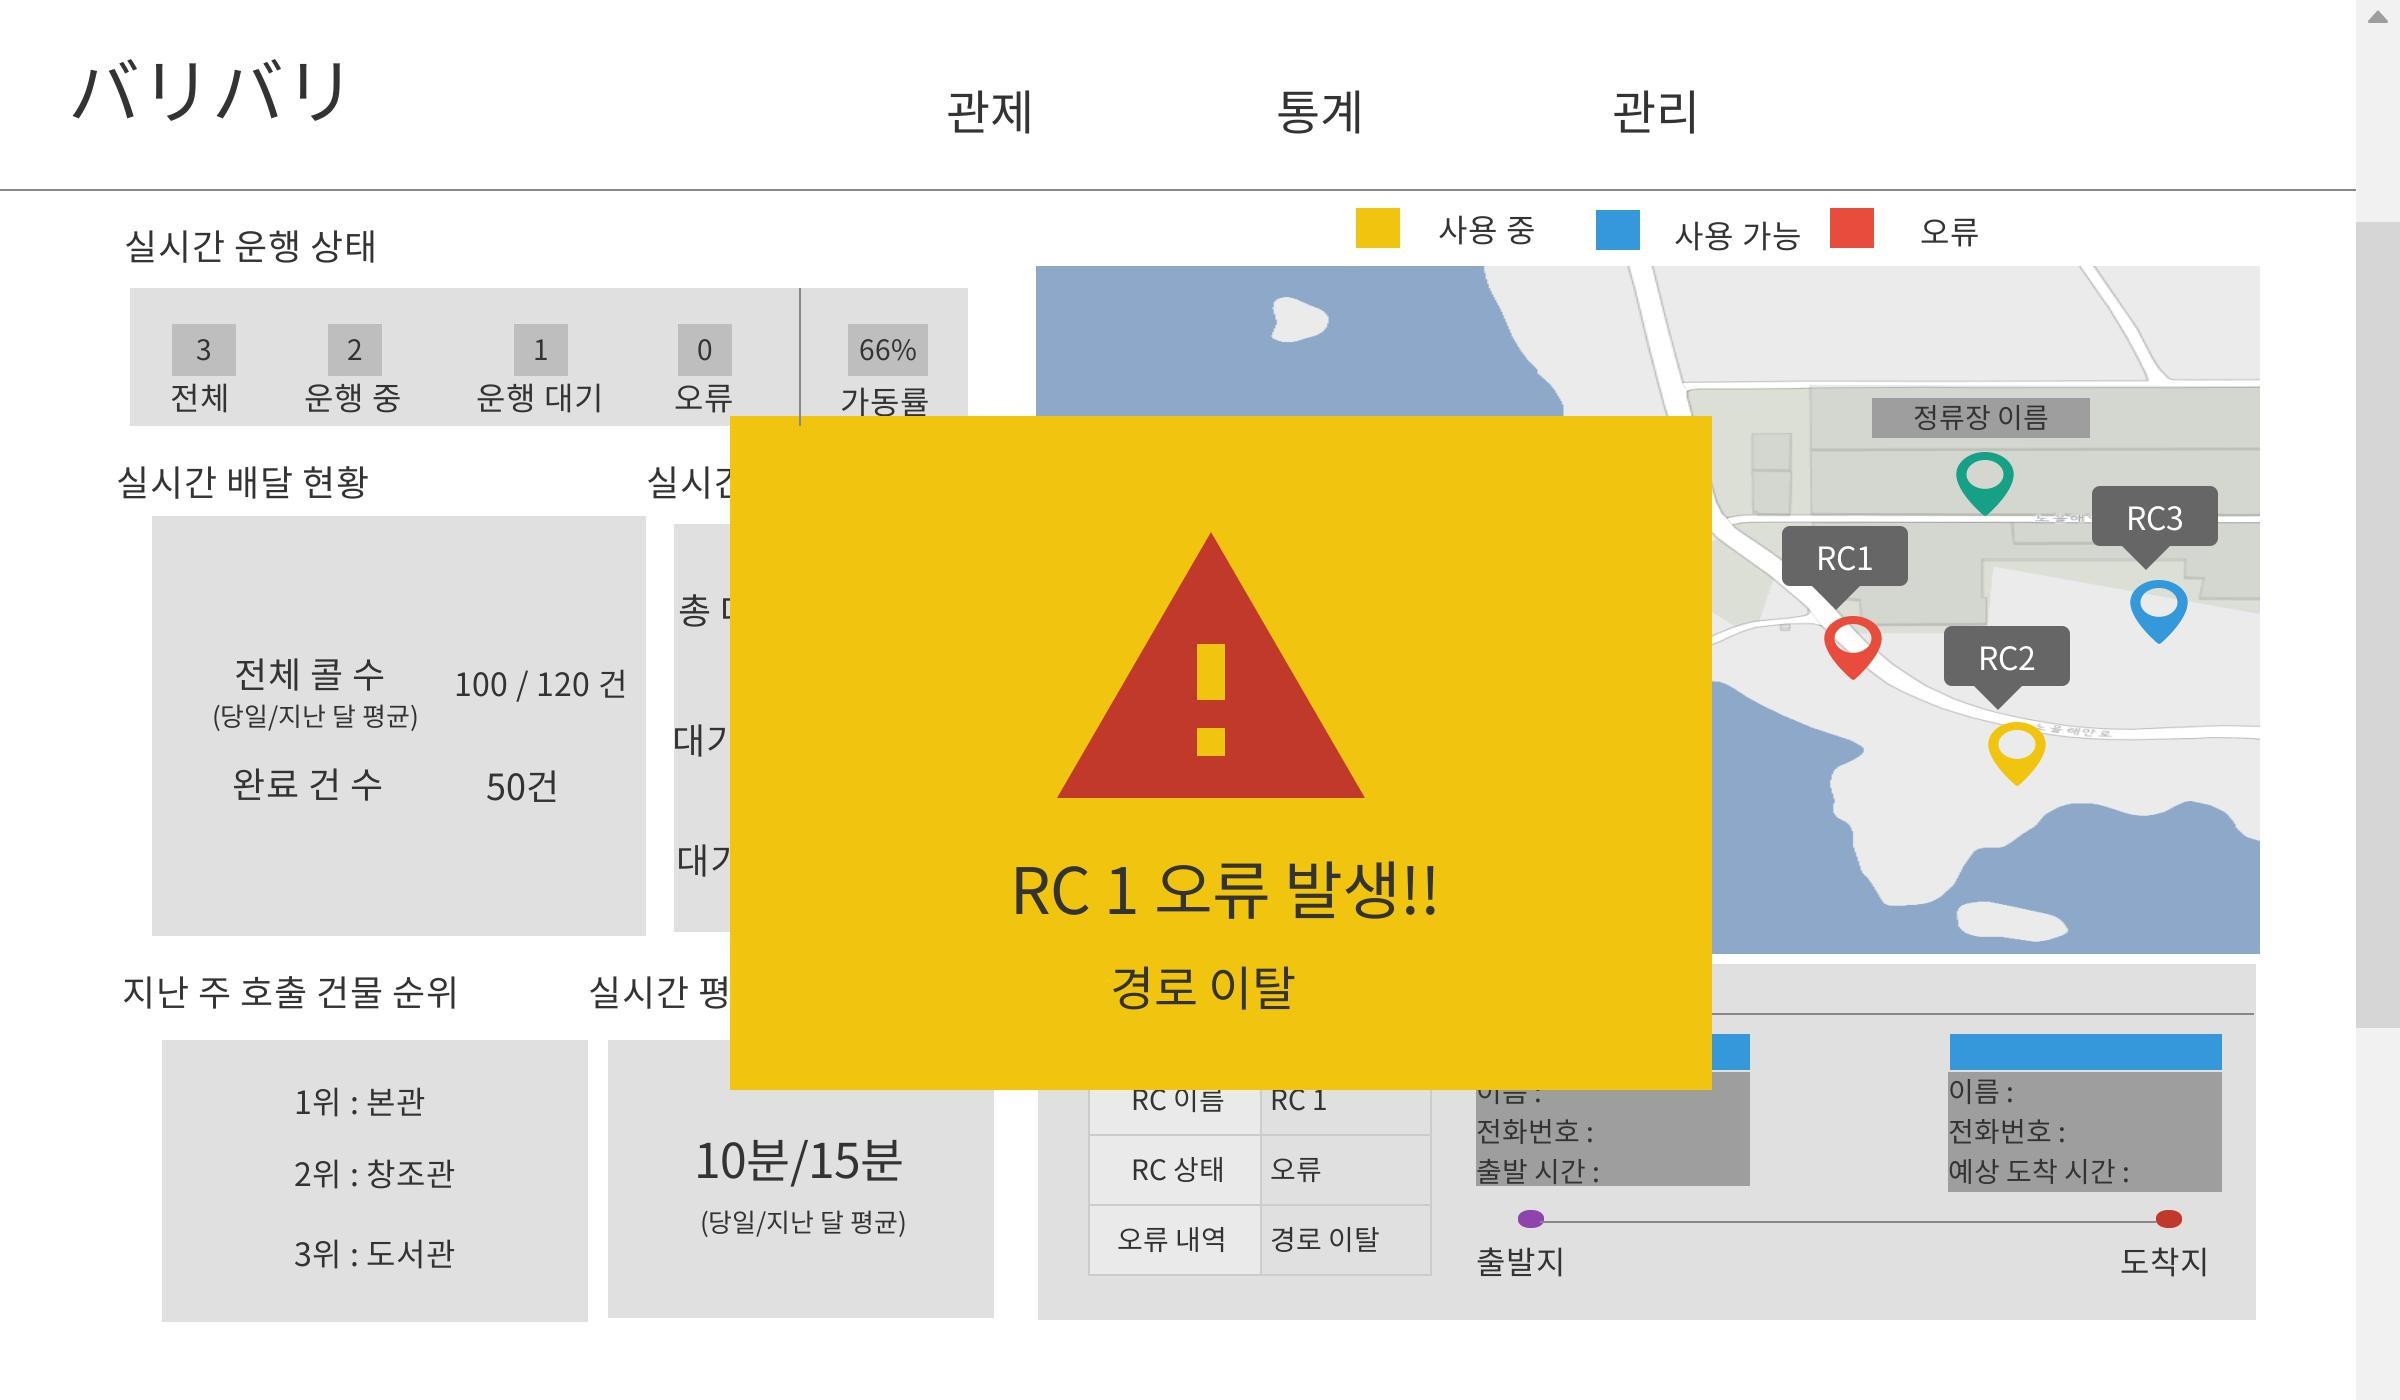 バリバリ
관제
통계
관리
실시간 운행 상태
3
2
1
0
66%
전체
운행 중
운행 대기
오류
가동률
사용 중
사용 가능
오류
정류장 이름
RC3
RC1
RC2
노을해안로
실시간 배달 현황
실시간
총
대기
대기
전체 콜 수
100 / 120 건
(당일/지난 달 평균)
완료 건 수
50건
RC 1 오류 발생!!
경로 이탈
지난 주 호출 건물 순위
실시간 평
1위 : 본관
2위 : 창조관
3위 : 도서관
10분/15분
(당일/지난 달 평균)
RC 이름
RC 1
RC 상태
오류
오류 내역
경로 이탈
이름 :
전화번호 :
출발 시간 :
이름 :
전화번호 :
예상 도착 시간 :
출발지
도착지